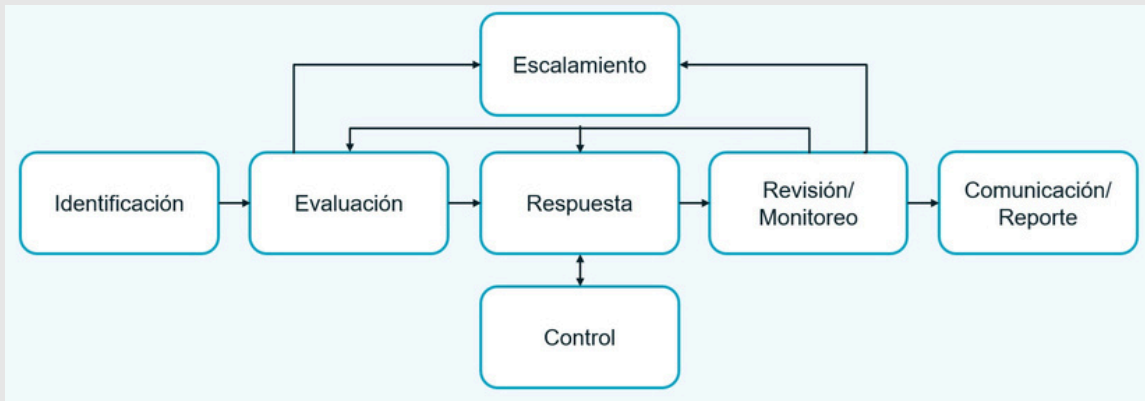 Escalamiento
Identificación
Evaluación
Respuesta
Revisión/
Monitoreo
Comunicación/
Reporte
Control